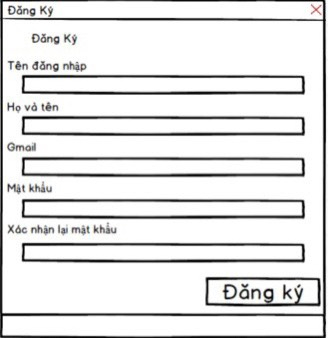 Đăng Ký
Đăng Ký
Tên đăng nhập
Họ và tên
Gmail
Mật khẩu
Xác nhận lại mật khẩu
Đăng ký